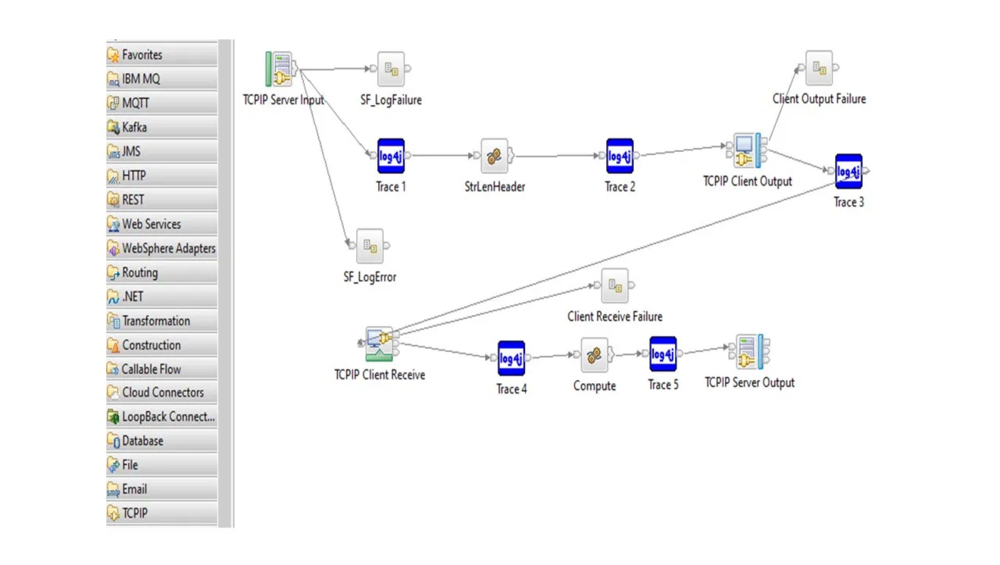 Favorites
IBM MQ
MQTT
Kafka
JMS
HTTP
REST
Web Services
WebSphere Adapters
Routing
.NET
Transformation
Construction
Callable Flow
Cloud Connectors
LoopBack Connect...
Database
File
Email
TCPIP
TCPIP Server Input
SF_LogFailure
Client Output Failure
log4j
Trace 1
StrLenHeader
log4j
Trace 2
TCPIP Client Output
log4j
Trace 3
SF_LogError
Client Receive Failure
TCPIP Client Receive
log4j
Trace 4
Compute
log4j
Trace 5
TCPIP Server Output